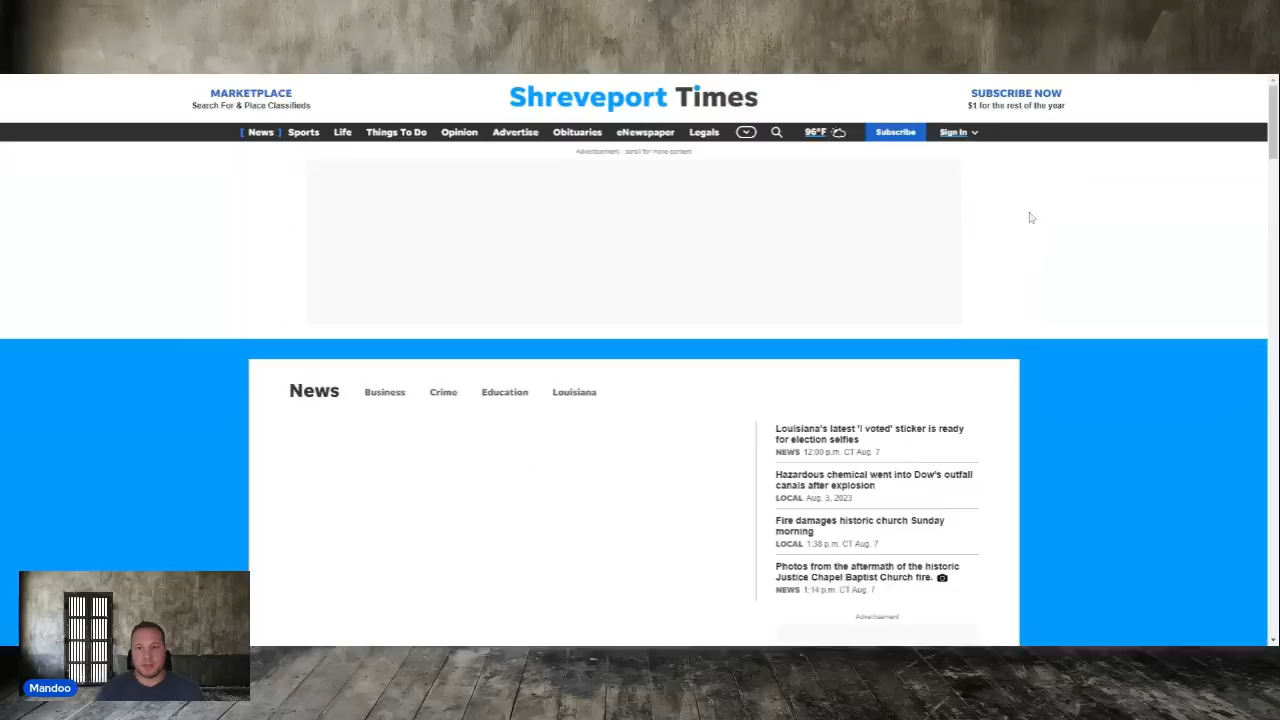 MARKETPLACE
Search For & Place Classifieds
Shreveport Times
SUBSCRIBE NOW
$1 for the rest of the year
[ News ] Sports Life Things To Do Opinion Advertise Obituaries eNewspaper Legals 96°F Subscribe Sign In
Advertisement - scroll for more content
News Business Crime Education Louisiana
Louisiana's latest 'I voted' sticker is ready
for election selfies
NEWS 12:00 p.m. CT Aug. 7
Hazardous chemical went into Dow's outfall
canals after explosion
LOCAL Aug. 3, 2023
Fire damages historic church Sunday
morning
LOCAL 1:38 p.m. CT Aug. 7
Photos from the aftermath of the historic
Justice Chapel Baptist Church fire.
NEWS 1:14 p.m. CT Aug. 7
Advertisement
Mandoo